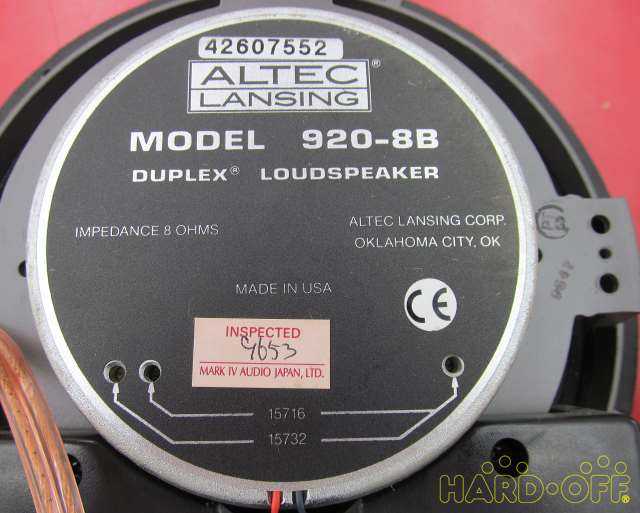 42607552
ALTEC®
LANSING
MODEL 920-8B
DUPLEX® LOUDSPEAKER
IMPEDANCE 8 OHMS
ALTEC LANSING CORP.
OKLAHOMA CITY, OK
MADE IN USA
CE
INSPECTED
9653
MARK IV AUDIO JAPAN, LTD.
15716
15732
HARD·OFF®